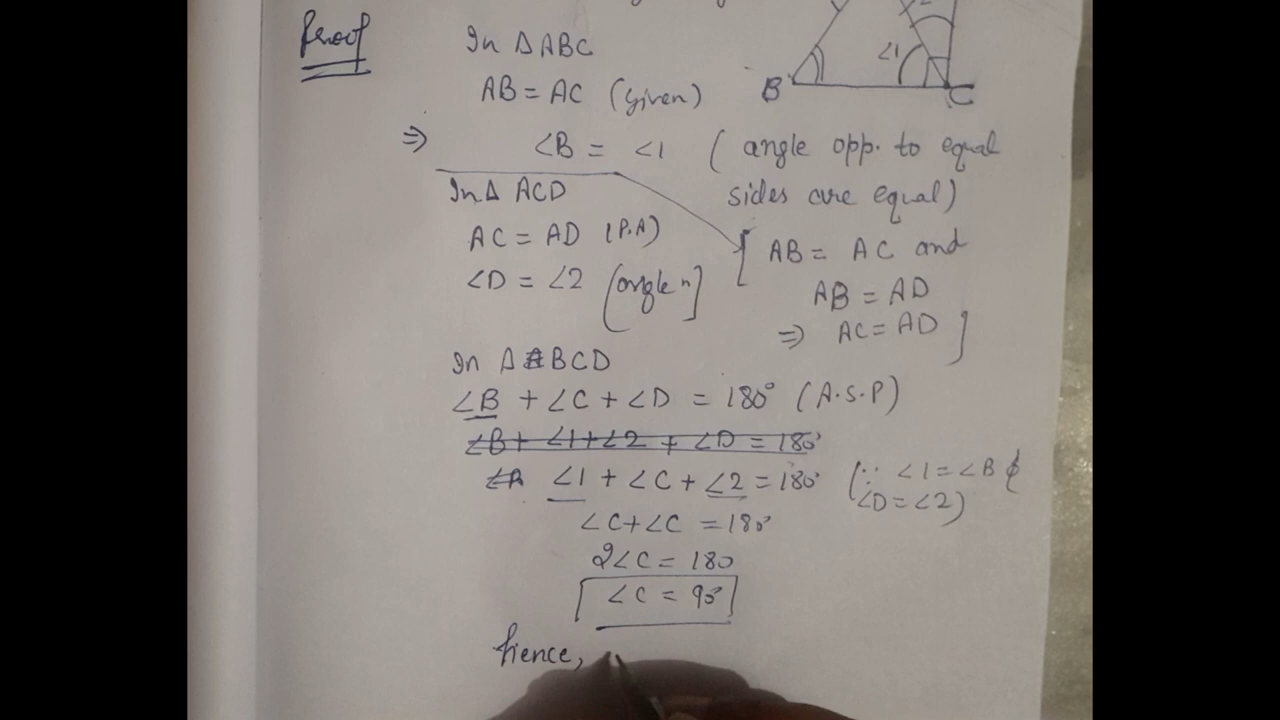 Proof
In ΔABC
AB = AC (given)
⇒ ∠B = ∠1 (angle opp. to equal
sides are equal)
In Δ ACD
AC = AD (P.A)
∠D = ∠2 [angle "]
[AB = AC and
AB = AD
⇒ AC = AD]
In Δ BCD
∠B + ∠C + ∠D = 180° (A.S.P)
∠B + ∠1 + ∠2 + ∠D = 180°
∠1 + ∠C + ∠2 = 180° (∵ ∠1 = ∠B &
∠D = ∠2)
∠C + ∠C = 180°
2∠C = 180
∠C = 90°
hence,
B
∠1
C
2